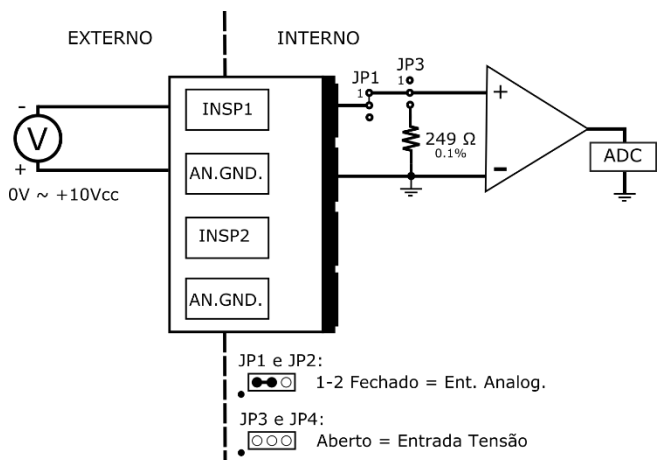 EXTERNO
INTERNO
JP1
1
JP3
1
INSP1
-
V
+
0V ~ +10Vcc
AN.GND.
249 Ω
0.1%
+
-
ADC
INSP2
AN.GND.
JP1 e JP2:
1-2 Fechado = Ent. Analog.
JP3 e JP4:
Aberto = Entrada Tensão